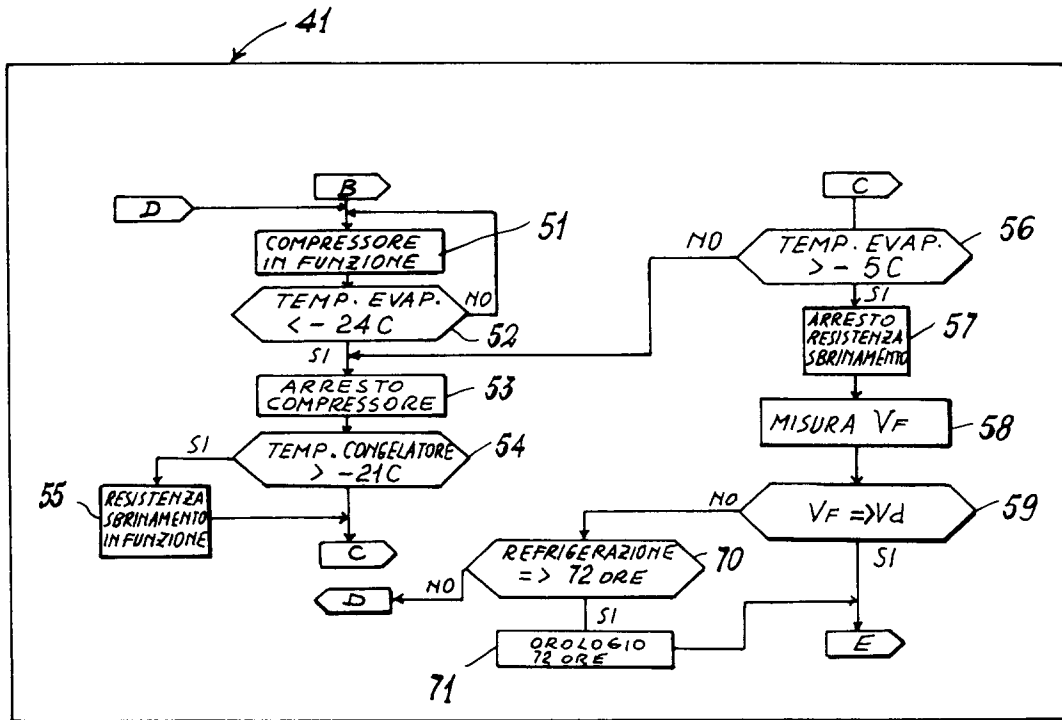 41
B
D
COMPRESSORE
IN FUNZIONE
51
TEMP. EVAP.
< - 24C
NO
52
SI
ARRESTO
COMPRESSORE
53
TEMP. CONGELATORE
> -21C
54
SI
55
RESISTENZA
SBRINAMENTO
IN FUNZIONE
C
D
C
TEMP. EVAP.
> - 5C
56
NO
SI
ARRESTO
RESISTENZA
SBRINAMENTO
57
MISURA VF
58
VF => Vd
59
NO
SI
REFRIGERAZIONE
=> 72 ORE
70
NO
SI
OROLOGIO
72 ORE
71
E